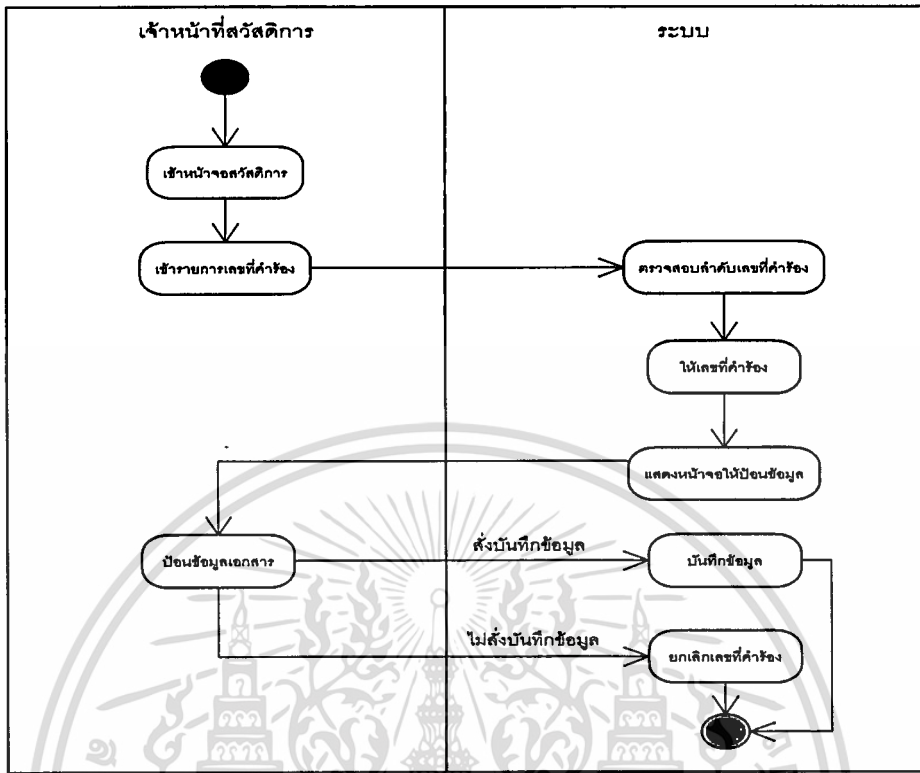 เจ้าหน้าที่สวัสดิการ
ระบบ
เข้าหน้าจอสวัสดิการ
เข้ารายการเลขที่คำร้อง
ตรวจสอบลำดับเลขที่คำร้อง
ให้เลขที่คำร้อง
แสดงหน้าจอให้ป้อนข้อมูล
ป้อนข้อมูลเอกสาร
สั่งบันทึกข้อมูล
บันทึกข้อมูล
ไม่สั่งบันทึกข้อมูล
ยกเลิกเลขที่คำร้อง